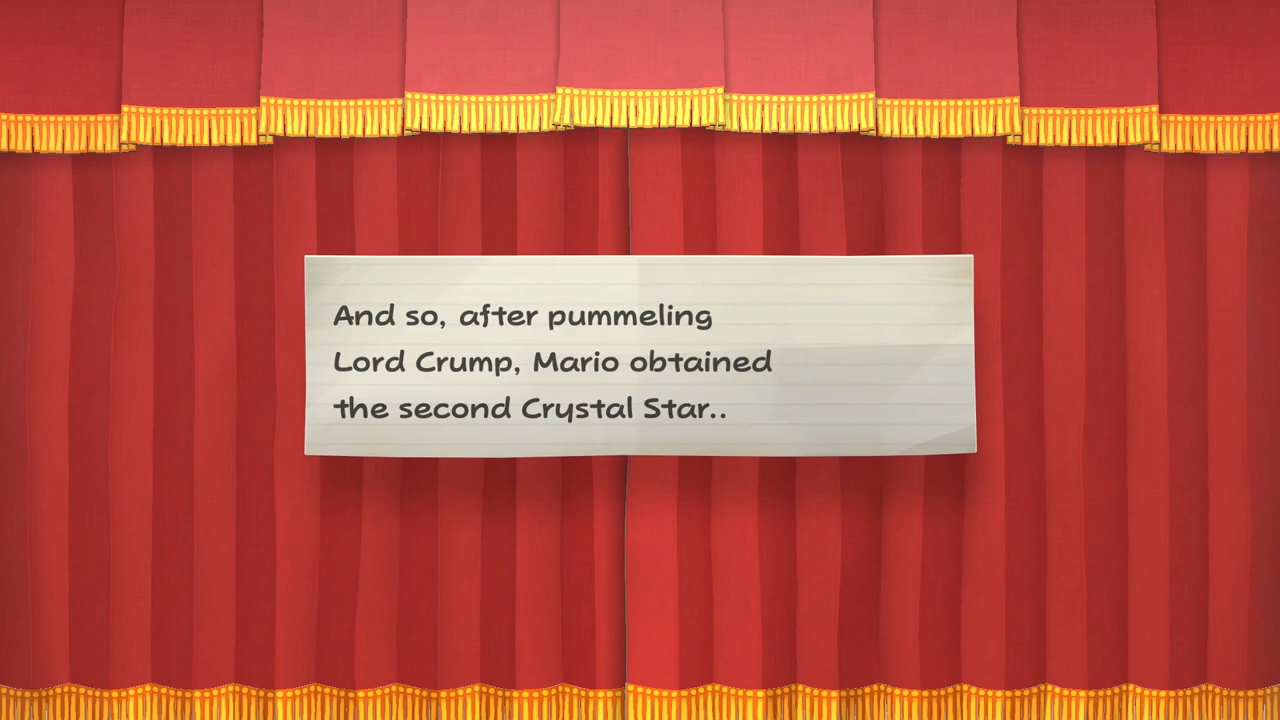 And so, after pummeling
Lord Crump, Mario obtained
the second Crystal Star..